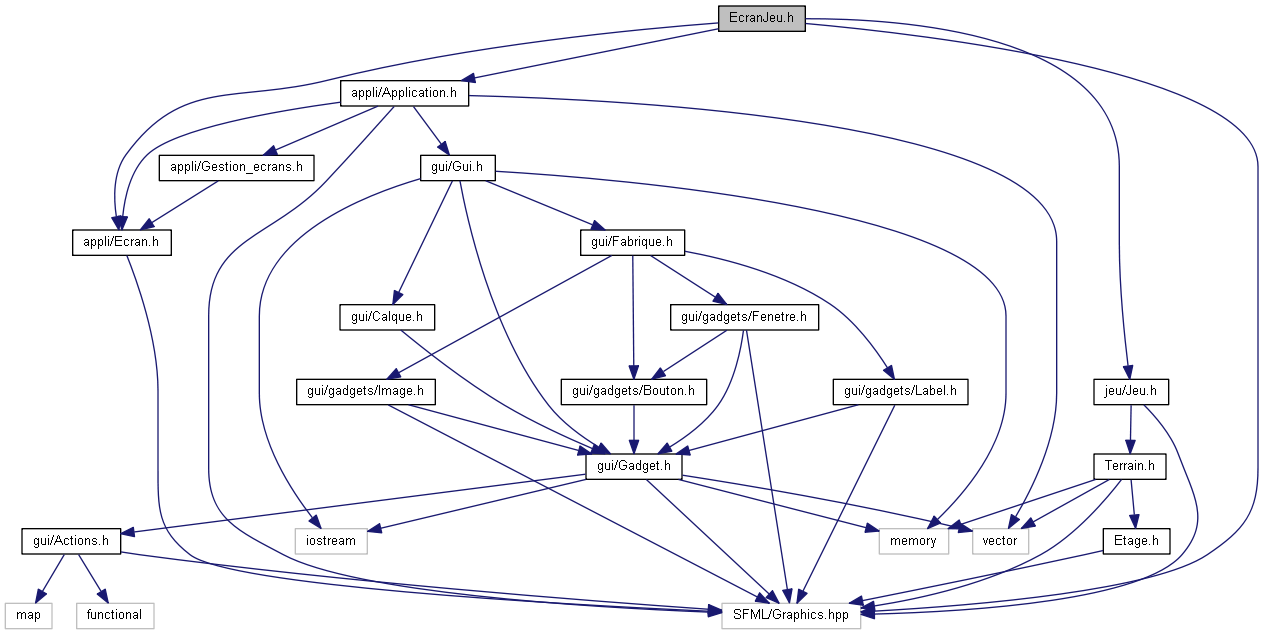 EcranJeu.h
appli/Application.h
appli/Gestion_ecrans.h
gui/Gui.h
appli/Ecran.h
gui/Fabrique.h
gui/Calque.h
gui/gadgets/Fenetre.h
gui/gadgets/Image.h
gui/gadgets/Bouton.h
gui/gadgets/Label.h
jeu/Jeu.h
gui/Gadget.h
Terrain.h
gui/Actions.h
iostream
memory
vector
Etage.h
map
functional
SFML/Graphics.hpp